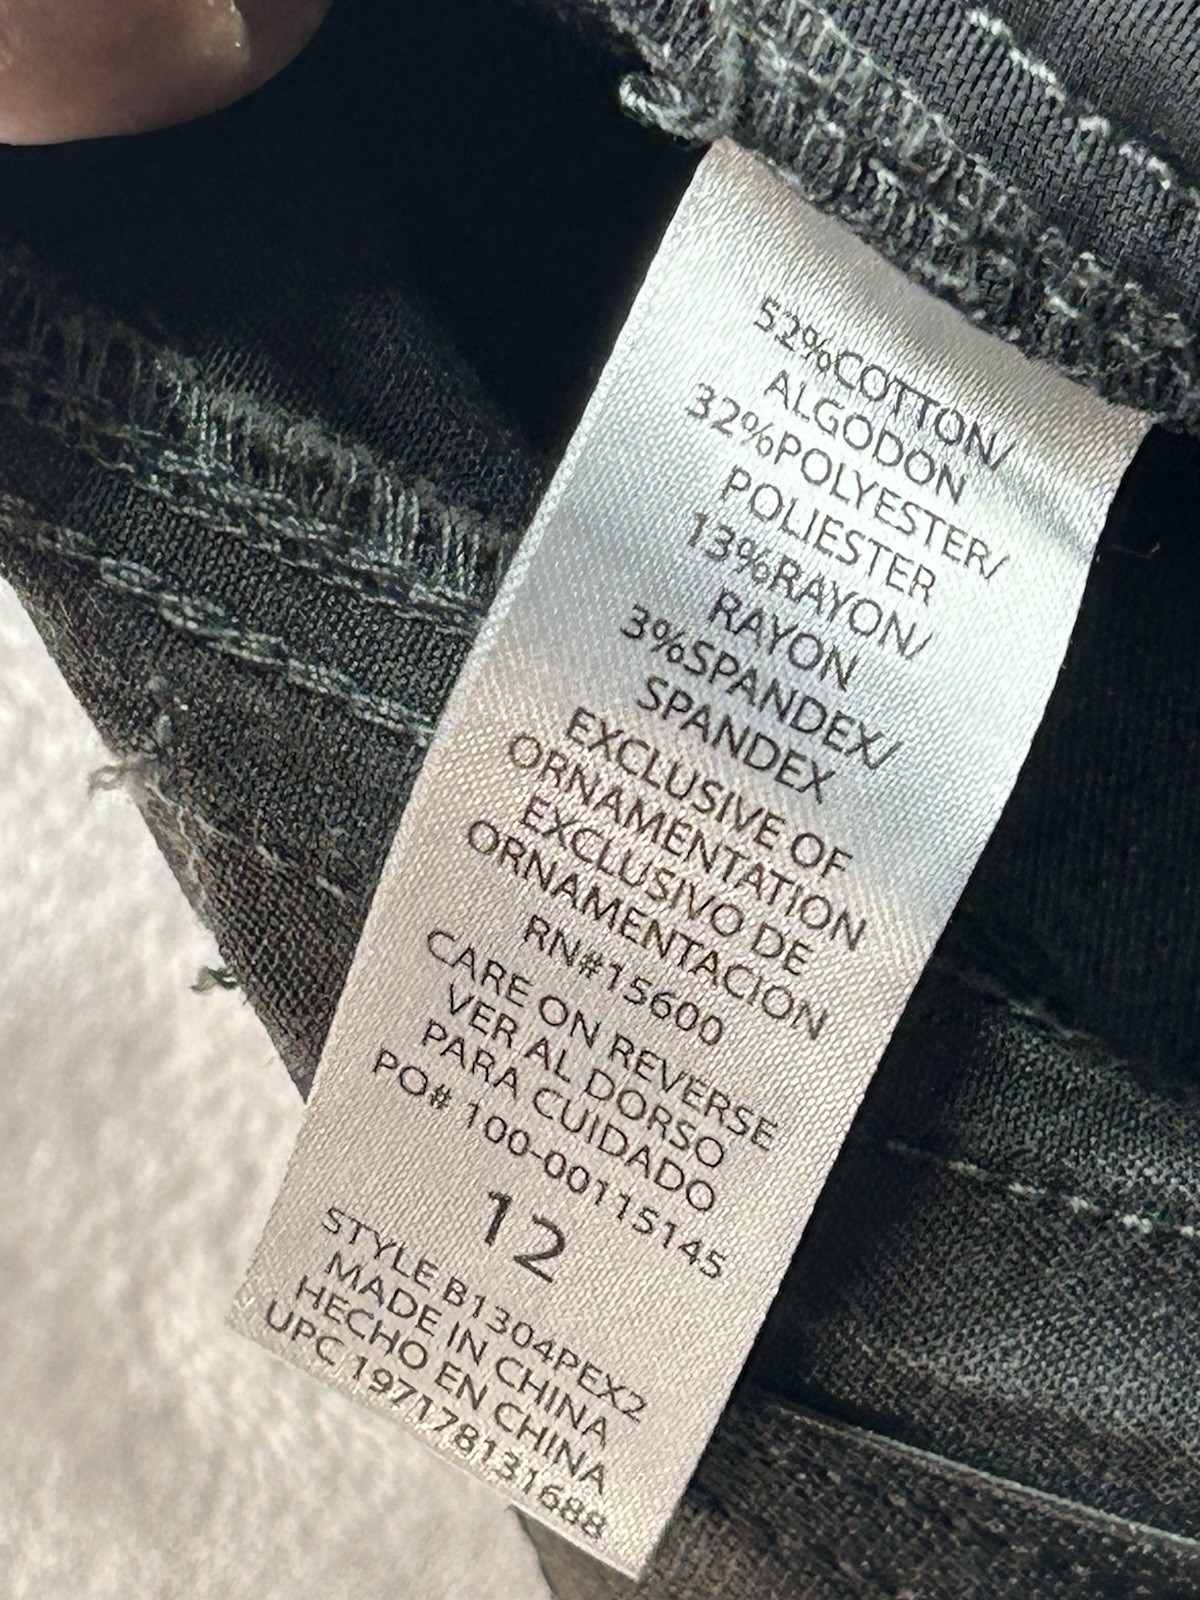 52%COTTON/
ALGODON
32%POLYESTER/
POLIESTER
13%RAYON/
RAYON
3%SPANDEX/
SPANDEX
EXCLUSIVE OF
ORNAMENTATION
EXCLUSIVO DE
ORNAMENTACION
RN#15600
CARE ON REVERSE
VER AL DORSO
PARA CUIDADO
PO# 100-00115145
12
STYLE B1304PEX2
MADE IN CHINA
HECHO EN CHINA
UPC 197178131688